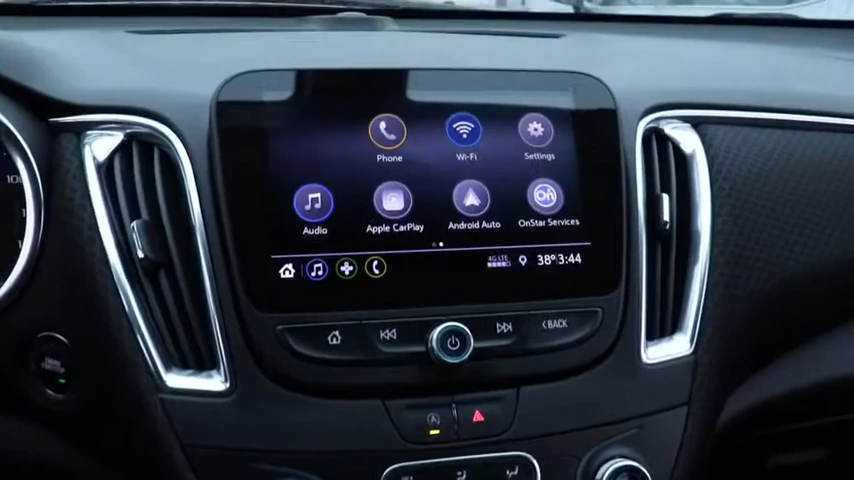 Phone
Wi-Fi
Settings
Audio
Apple CarPlay
Android Auto
OnStar Services
4G LTE
38° 3:44
BACK